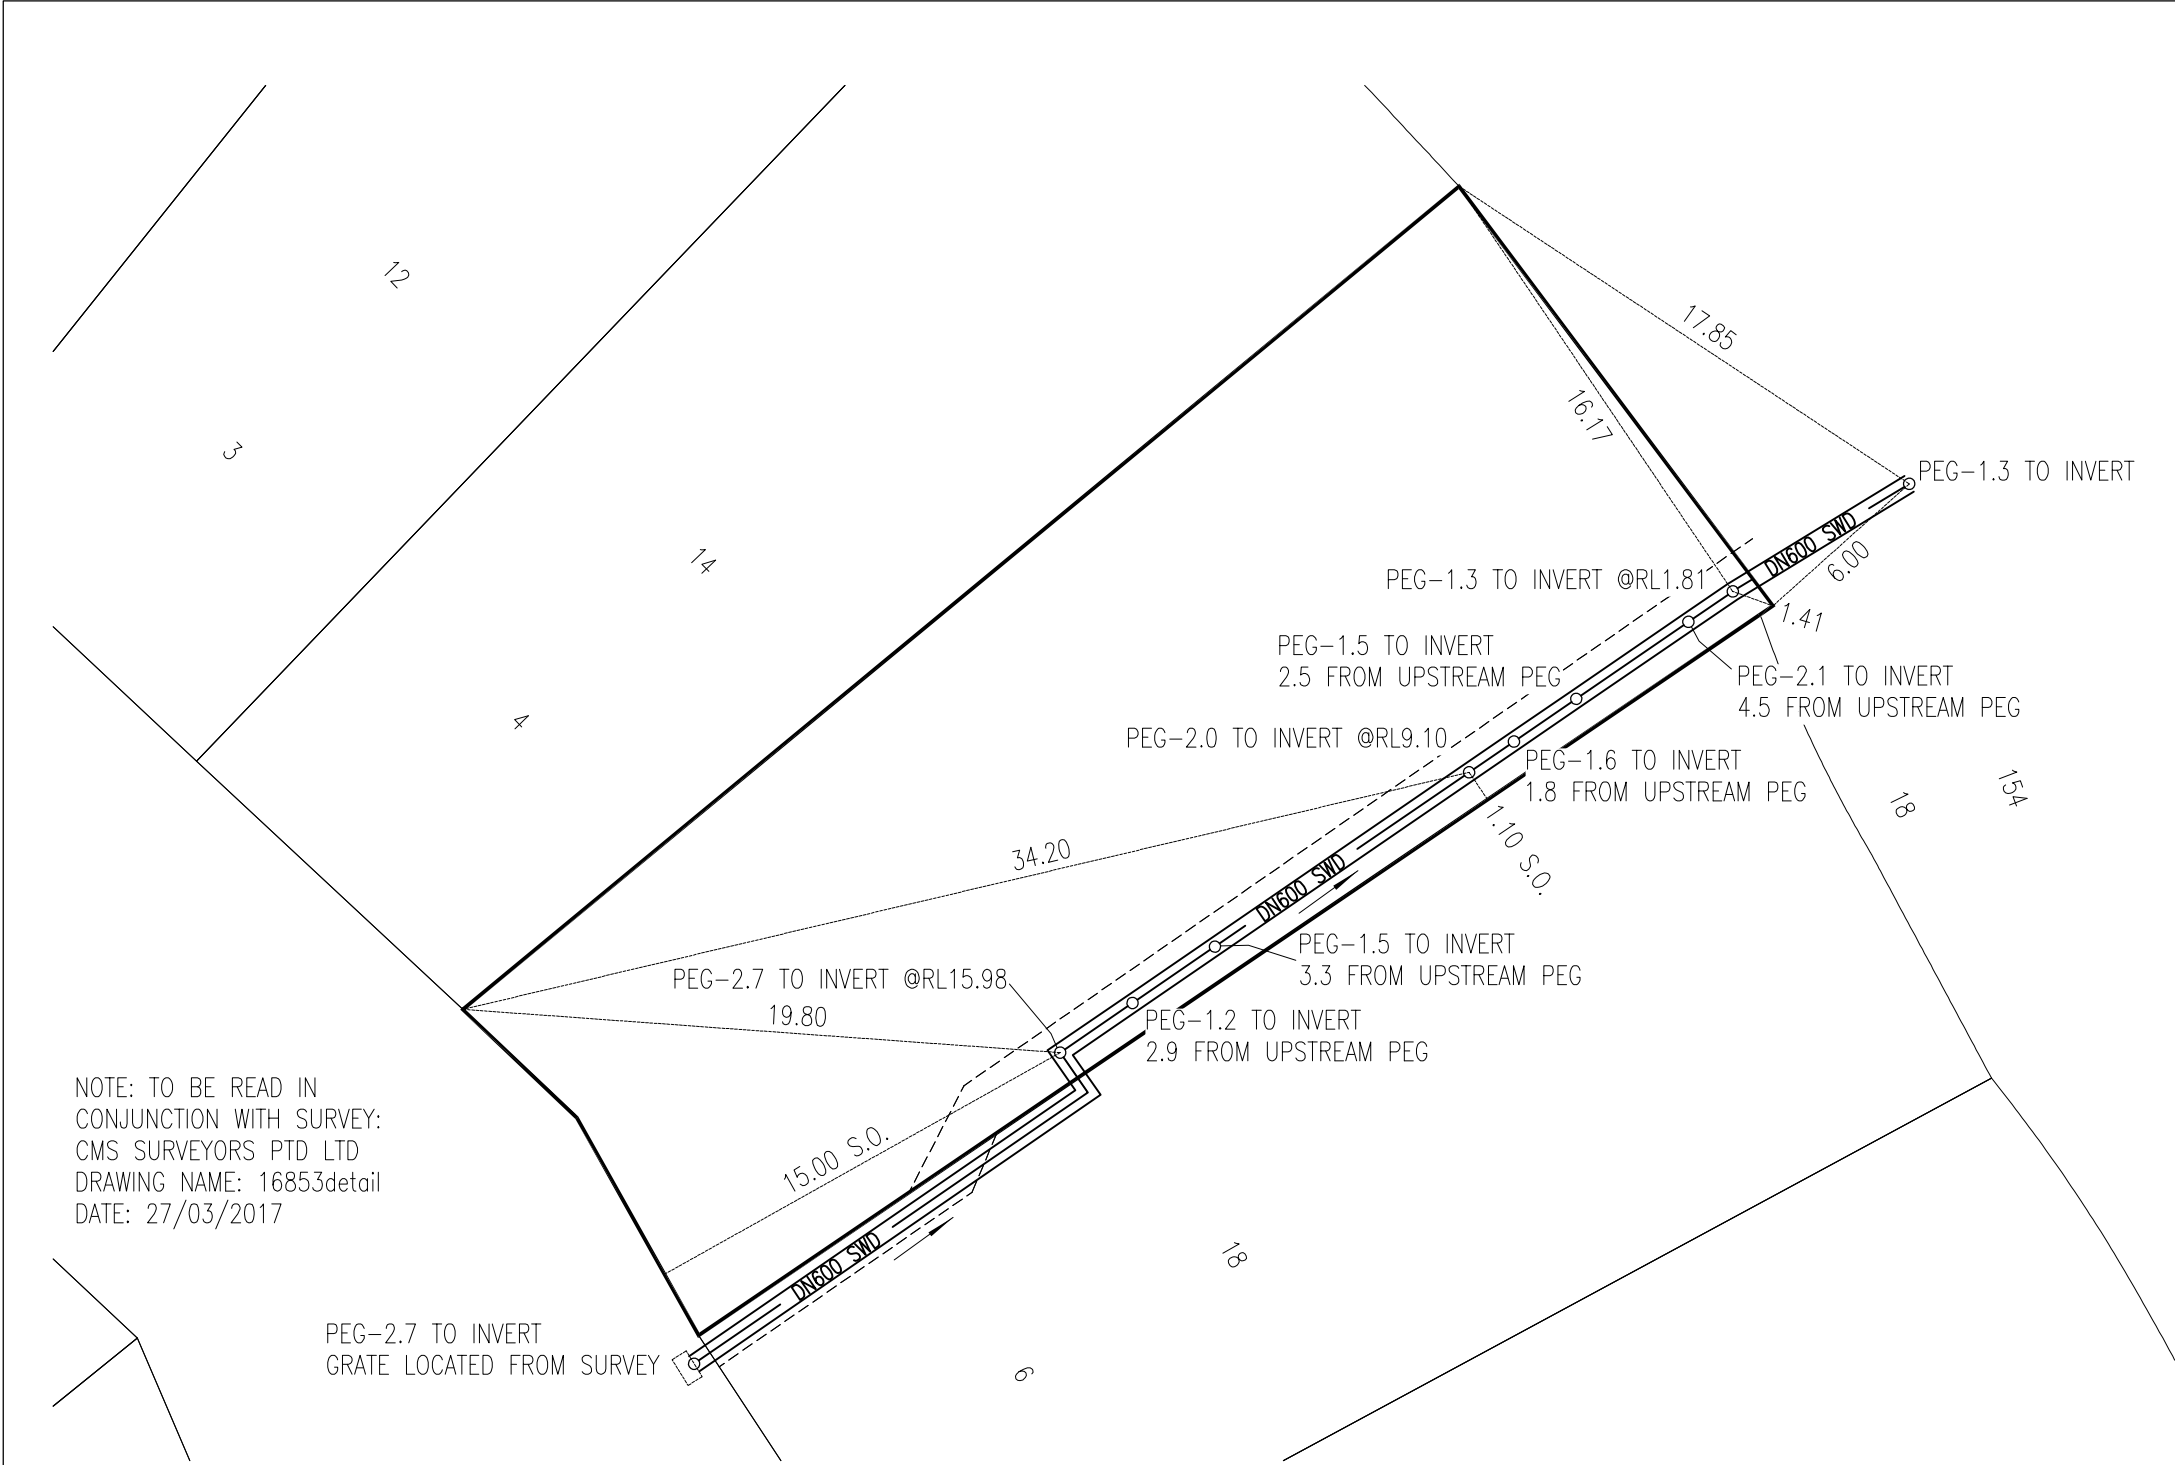 12
3
17.85
16.17
PEG-1.3 TO INVERT
DN600 SWD
6.00
14
PEG-1.3 TO INVERT @RL1.81
1.41
PEG-1.5 TO INVERT
2.5 FROM UPSTREAM PEG
PEG-2.1 TO INVERT
4.5 FROM UPSTREAM PEG
4
PEG-2.0 TO INVERT @RL9.10
PEG-1.6 TO INVERT
1.8 FROM UPSTREAM PEG
154
18
34.20
1.10 S.O.
DN600 SWD
PEG-1.5 TO INVERT
3.3 FROM UPSTREAM PEG
PEG-2.7 TO INVERT @RL15.98
19.80
PEG-1.2 TO INVERT
2.9 FROM UPSTREAM PEG
NOTE: TO BE READ IN
CONJUNCTION WITH SURVEY:
CMS SURVEYORS PTD LTD
DRAWING NAME: 16853detail
DATE: 27/03/2017
15.00 S.O.
DN600 SWD
18
PEG-2.7 TO INVERT
GRATE LOCATED FROM SURVEY
6